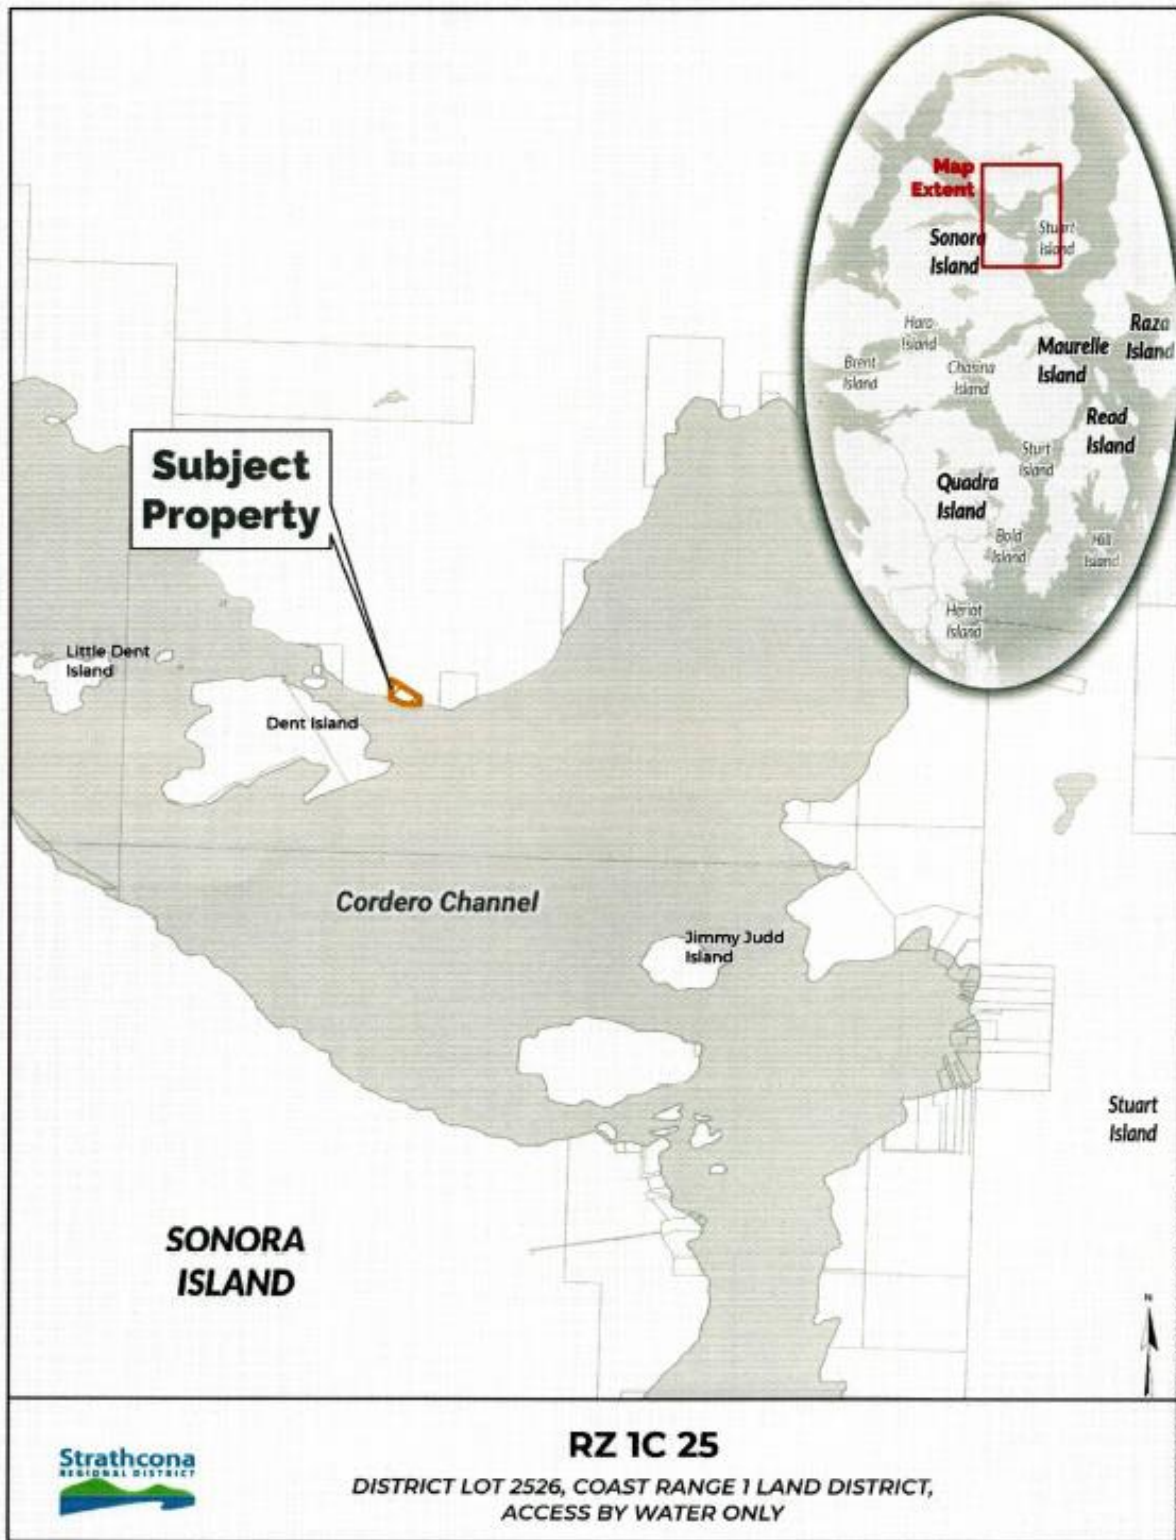 Map
Extent
Sonora
Island
Stuart
Island
Raza
Island
Hara
Island
Maurelle
Island
Brent
Island
Chasina
Island
Read
Island
Sturt
Island
Quadra
Island
Bold
Island
Hill
Island
Heriot
Island
Subject
Property
Little Dent
Island
Dent Island
Cordero Channel
Jimmy Judd
Island
Stuart
Island
SONORA
ISLAND
N
Strathcona
REGIONAL DISTRICT
RZ 1C 25
DISTRICT LOT 2526, COAST RANGE 1 LAND DISTRICT,
ACCESS BY WATER ONLY